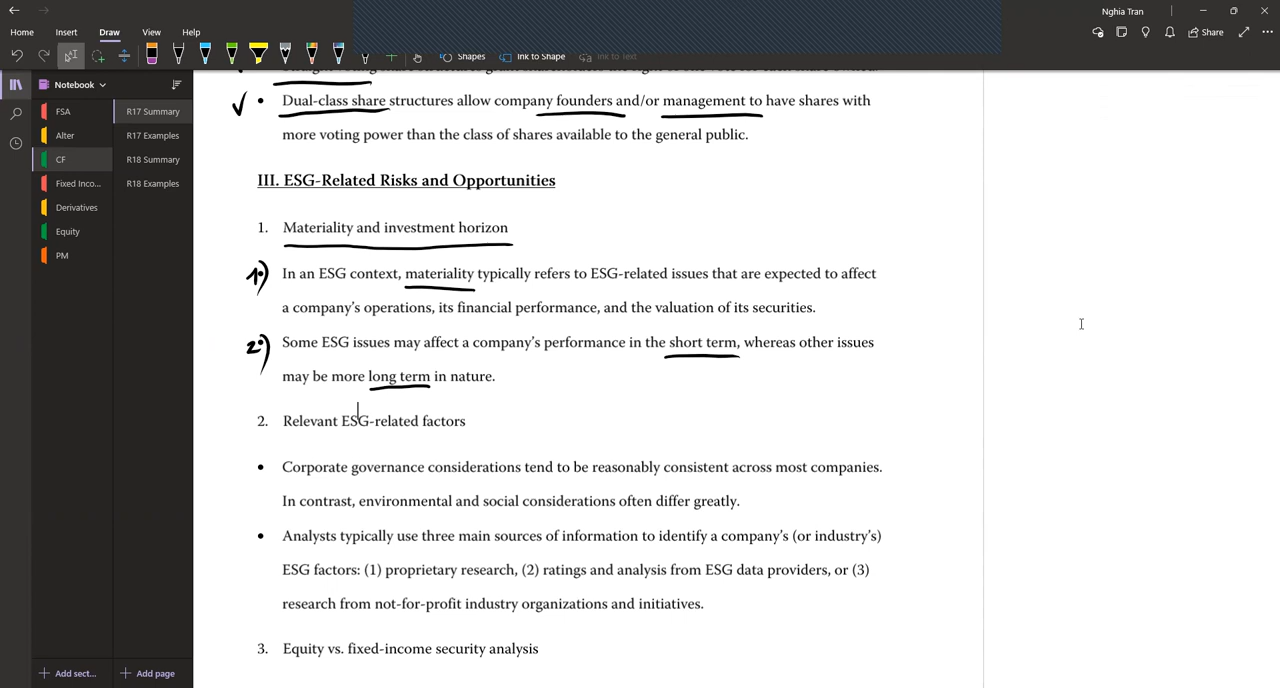 Nghia Tran
Home Insert Draw View Help
Share
Shapes Ink to Shape Ink to Text
Notebook
FSA
Alter
CF
Fixed Inco...
Derivatives
Equity
PM
R17 Summary
R17 Examples
R18 Summary
R18 Examples
• Dual-class share structures allow company founders and/or management to have shares with
more voting power than the class of shares available to the general public.
III. ESG-Related Risks and Opportunities
1. Materiality and investment horizon
1) In an ESG context, materiality typically refers to ESG-related issues that are expected to affect
a company's operations, its financial performance, and the valuation of its securities.
2) Some ESG issues may affect a company's performance in the short term, whereas other issues
may be more long term in nature.
2. Relevant ESG-related factors
• Corporate governance considerations tend to be reasonably consistent across most companies.
In contrast, environmental and social considerations often differ greatly.
• Analysts typically use three main sources of information to identify a company's (or industry's)
ESG factors: (1) proprietary research, (2) ratings and analysis from ESG data providers, or (3)
research from not-for-profit industry organizations and initiatives.
3. Equity vs. fixed-income security analysis
Add sect... Add page